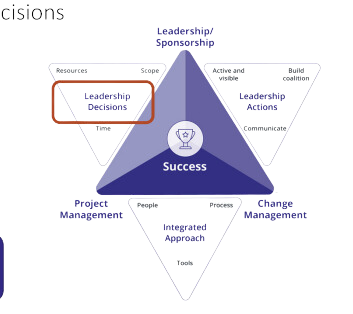 cisions
Leadership/
Sponsorship
Resources
Scope
Leadership
Decisions
Time
Active and
visible
Build
coalition
Leadership
Actions
Communicate
Success
Project
Management
Change
Management
People
Process
Integrated
Approach
Tools